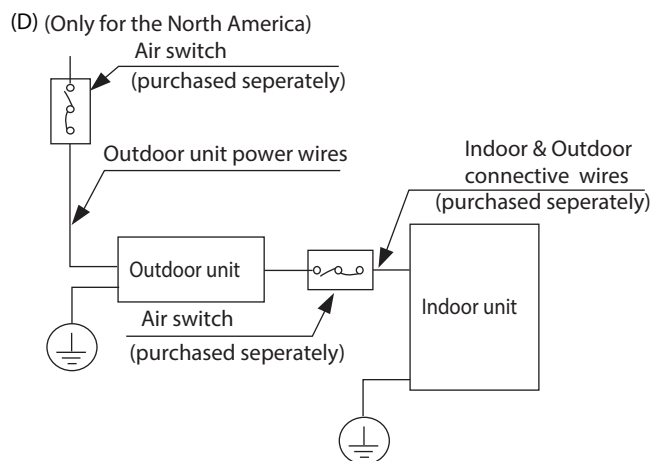 (D) (Only for the North America)
Air switch
(purchased seperately)
Outdoor unit power wires
Indoor & Outdoor
connective wires
(purchased seperately)
Outdoor unit
Indoor unit
Air switch
(purchased seperately)